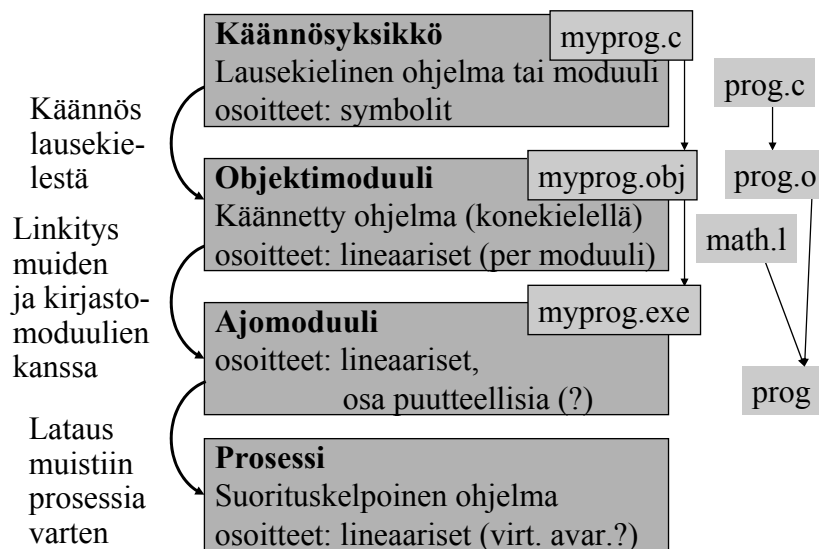 Käännösyksikkö
myprog.c
Lausekielinen ohjelma tai moduuli
osoitteet: symbolit
prog.c
Käännös
lausekie-
lestä
Objektimoduuli
myprog.obj
prog.o
Käännetty ohjelma (konekielellä)
osoitteet: lineaariset (per moduuli)
math.l
Linkitys
muiden
ja kirjasto-
moduulien
kanssa
Ajomoduuli
myprog.exe
osoitteet: lineaariset,
osa puutteellisia (?)
prog
Lataus
muistiin
prosessia
varten
Prosessi
Suorituskelpoinen ohjelma
osoitteet: lineaariset (virt. avar.?)